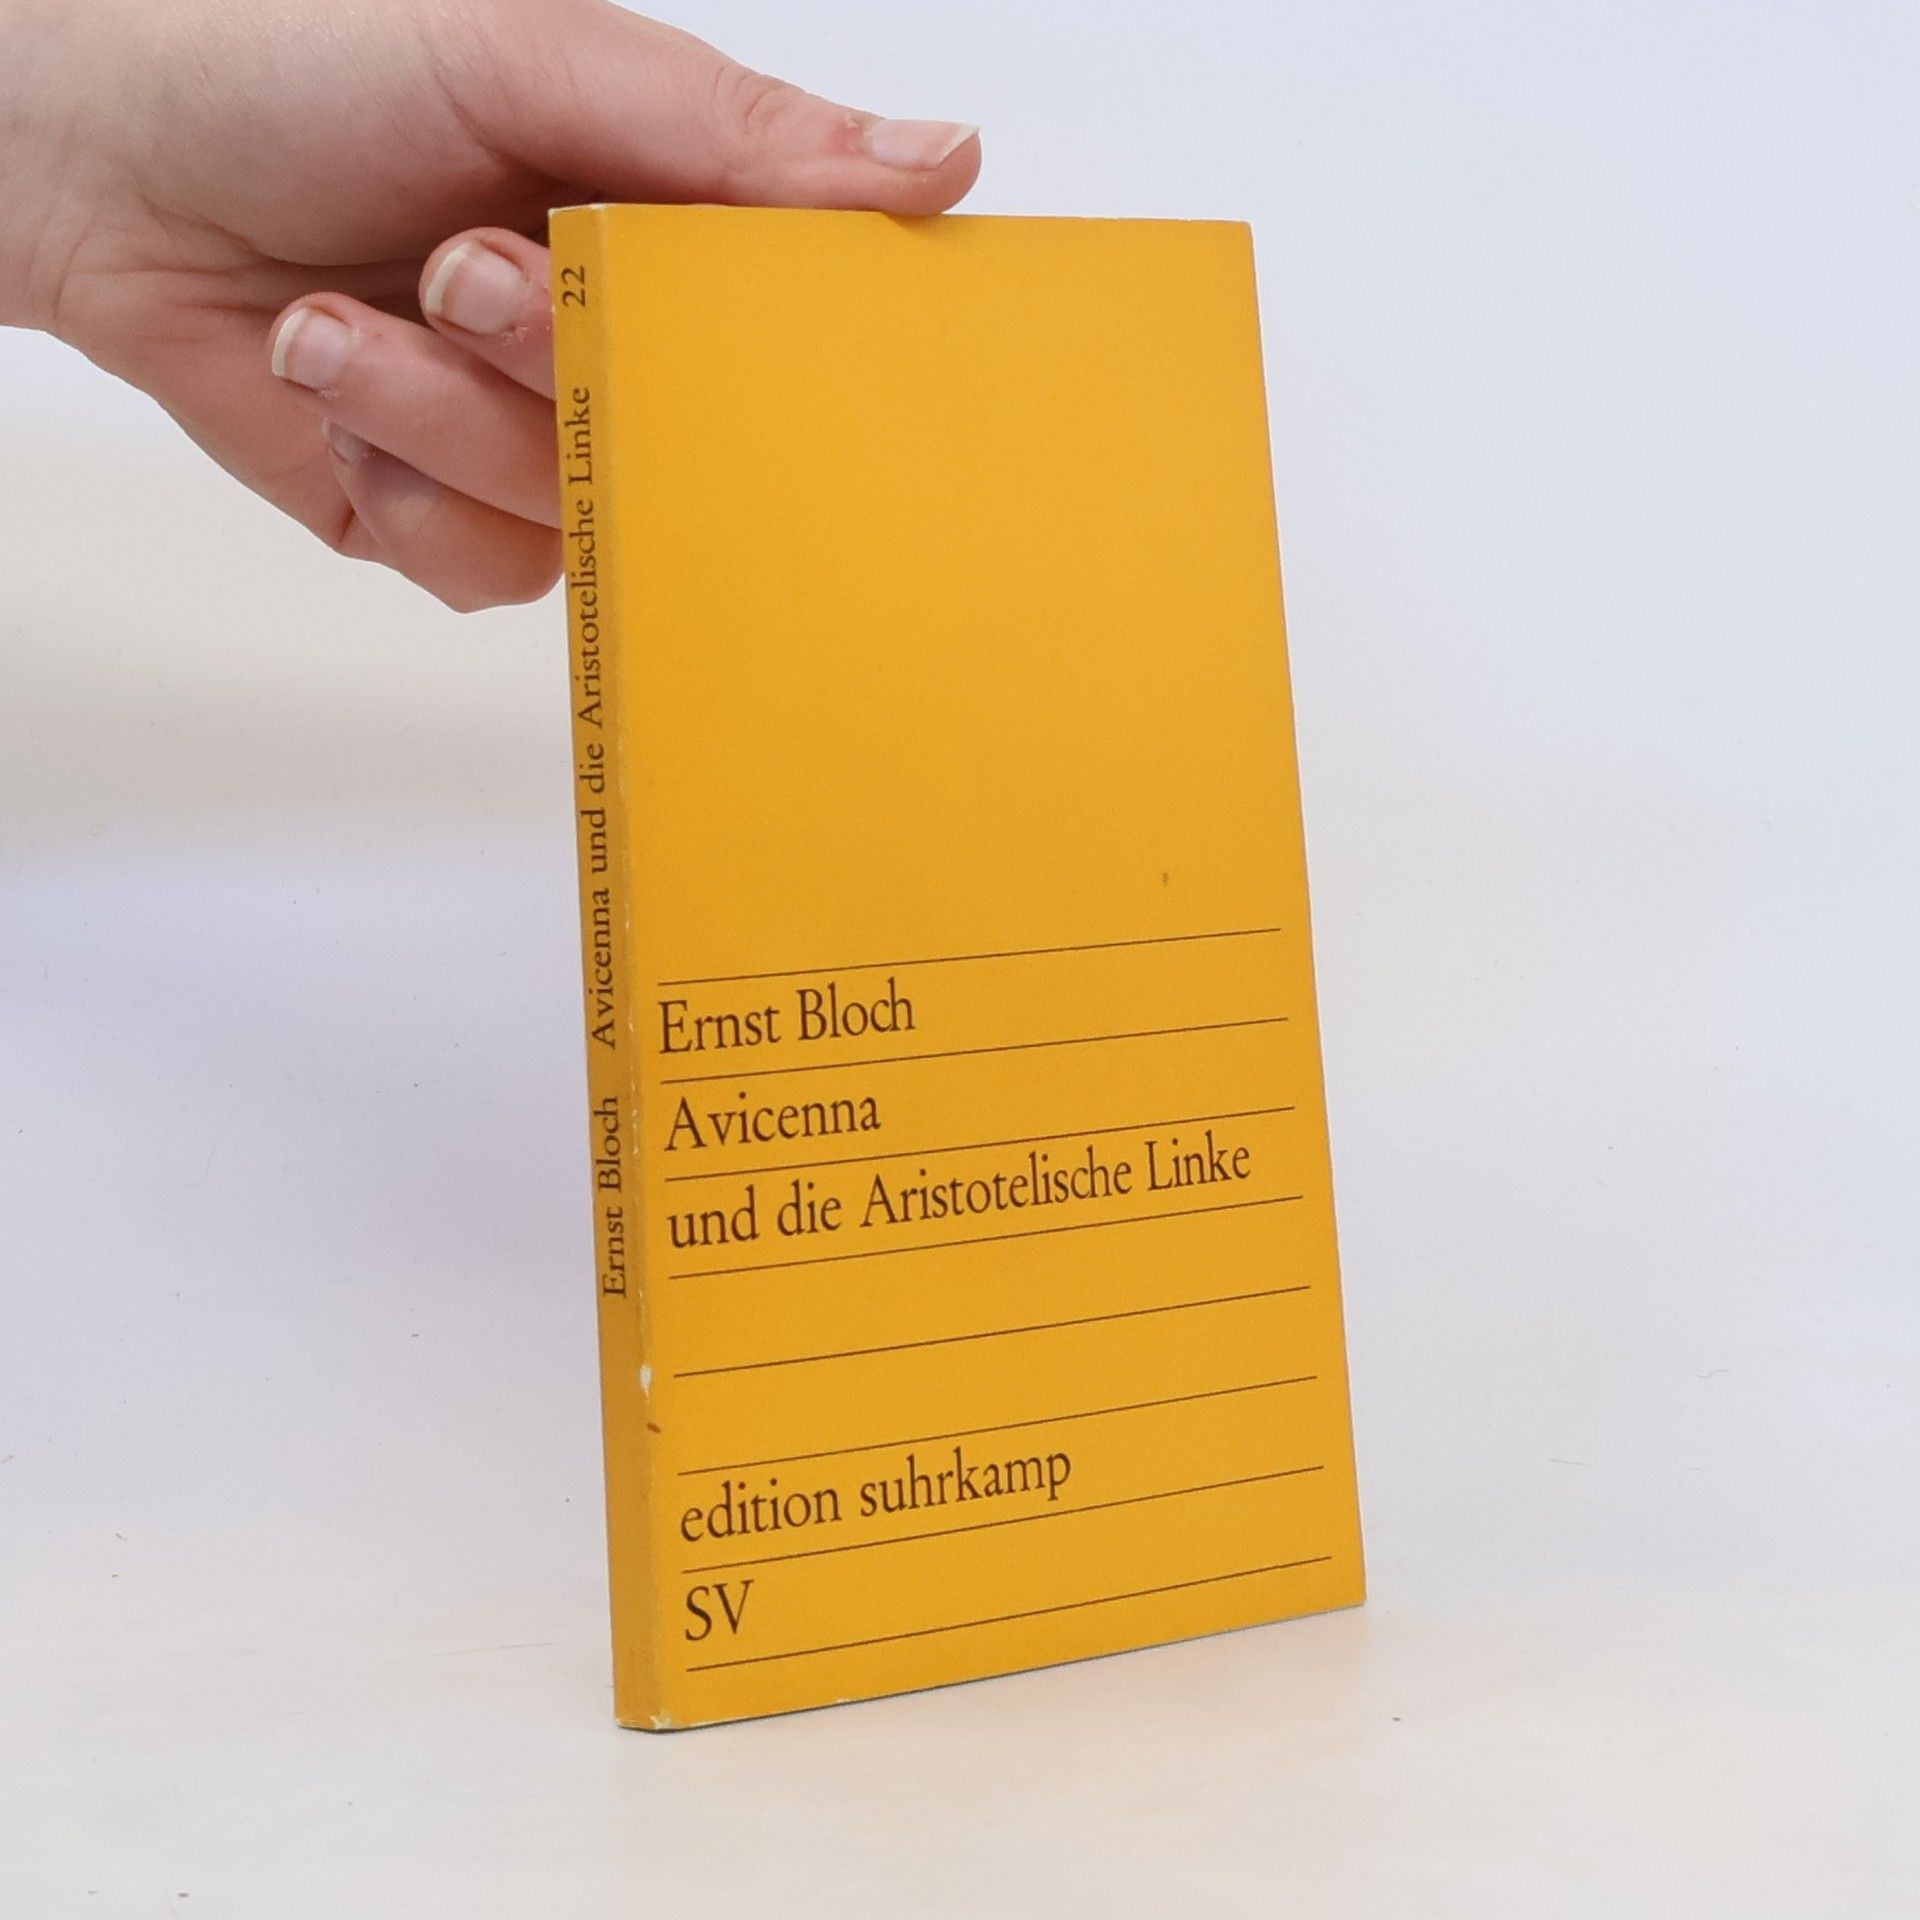 Ernst Bloch Avicenna und die Aristotelische Linke 22
Ernst Bloch
Avicenna
und die Aristotelische Linke
edition suhrkamp
SV